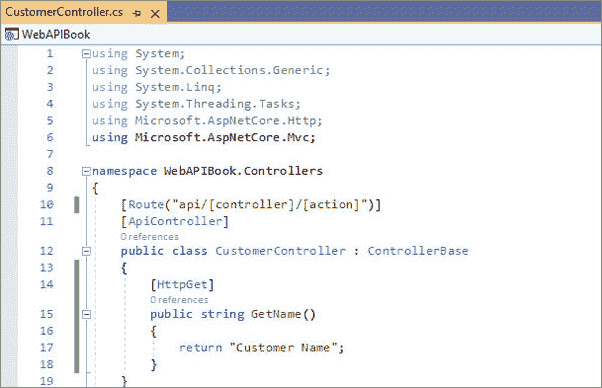 CustomerController.cs
WebAPIBook
1 using System;
2 using System.Collections.Generic;
3 using System.Linq;
4 using System.Threading.Tasks;
5 using Microsoft.AspNetCore.Http;
6 using Microsoft.AspNetCore.Mvc;
7
8 namespace WebAPIBook.Controllers
9 {
10 [Route("api/[controller]/[action]")]
11 [ApiController]
0 references
12 public class CustomerController : ControllerBase
13 {
14 [HttpGet]
0 references
15 public string GetName()
16 {
17 return "Customer Name";
18 }
19 }